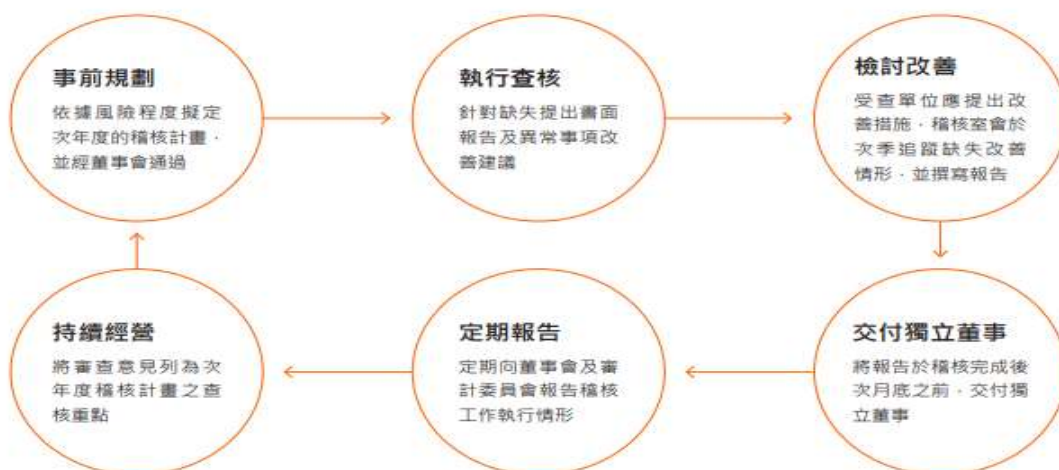 事前規劃
依據風險程度擬定
次年度的稽核計畫，
並經董事會通過
執行查核
針對缺失提出書面
報告及異常事項改
善建議
檢討改善
受查單位應提出改
善措施，稽核室會於
次季追蹤缺失改善
情形，並撰寫報告
持續經營
將審查意見列為次
年度稽核計畫之查
核重點
定期報告
定期向董事會及審
計委員會報告稽核
工作執行情形
交付獨立董事
將報告於稽核完成後
次月底之前，交付獨
立董事